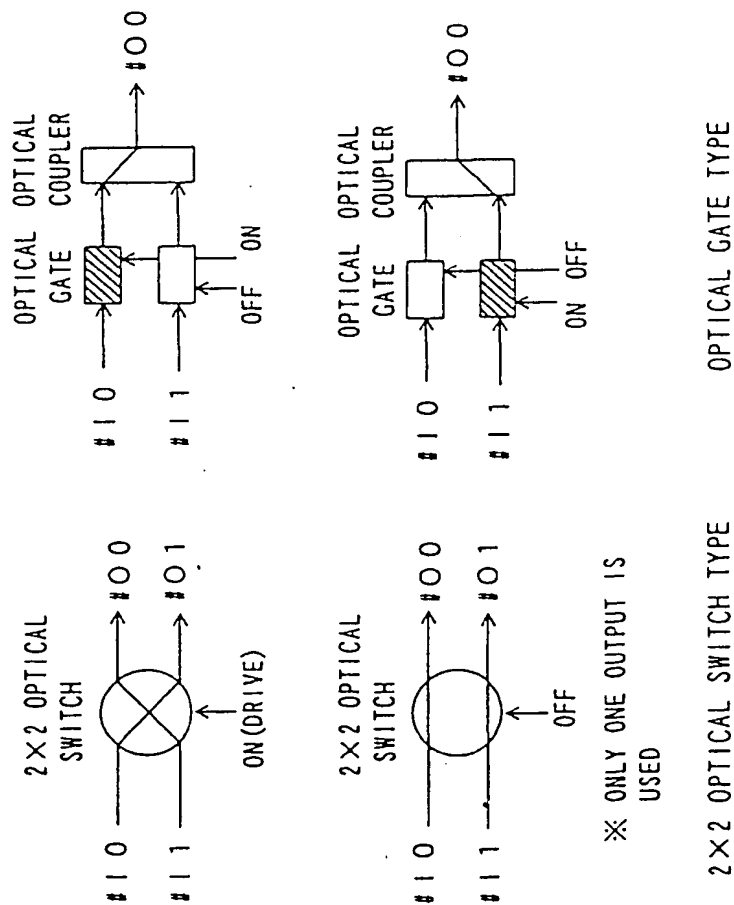 2×2 OPTICAL
SWITCH
#I0
#I1
#O0
#O1
ON(DRIVE)
2×2 OPTICAL
SWITCH
#I0
#I1
#O0
#O1
OFF
※ ONLY ONE OUTPUT IS
USED
2×2 OPTICAL SWITCH TYPE
OPTICAL OPTICAL
GATE COUPLER
#I0
#I1
#O0
OFF ON
OPTICAL OPTICAL
GATE COUPLER
#I0
#I1
#O0
ON OFF
OPTICAL GATE TYPE